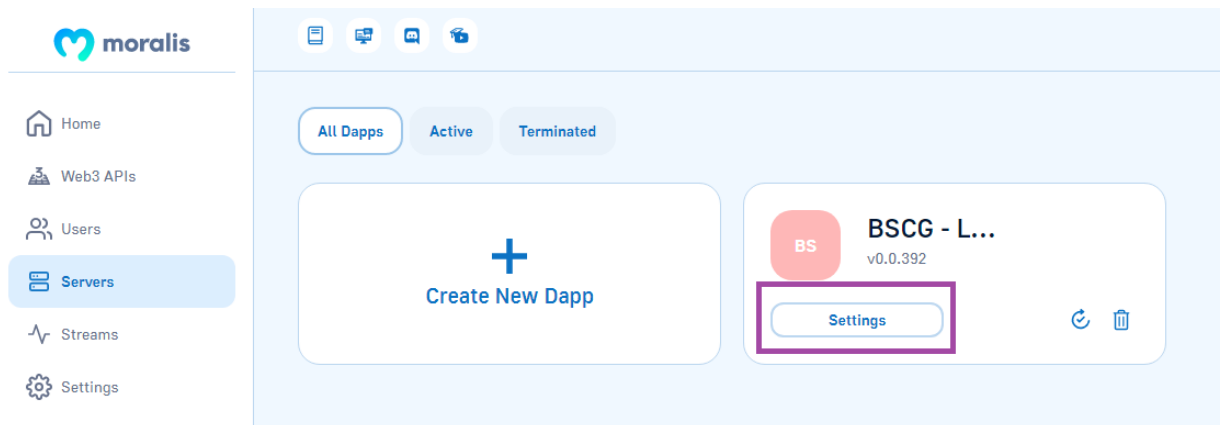 moralis
Home
Web3 APIs
Users
Servers
Streams
Settings
All Dapps
Active
Terminated
Create New Dapp
BS
BSCG - L...
v0.0.392
Settings